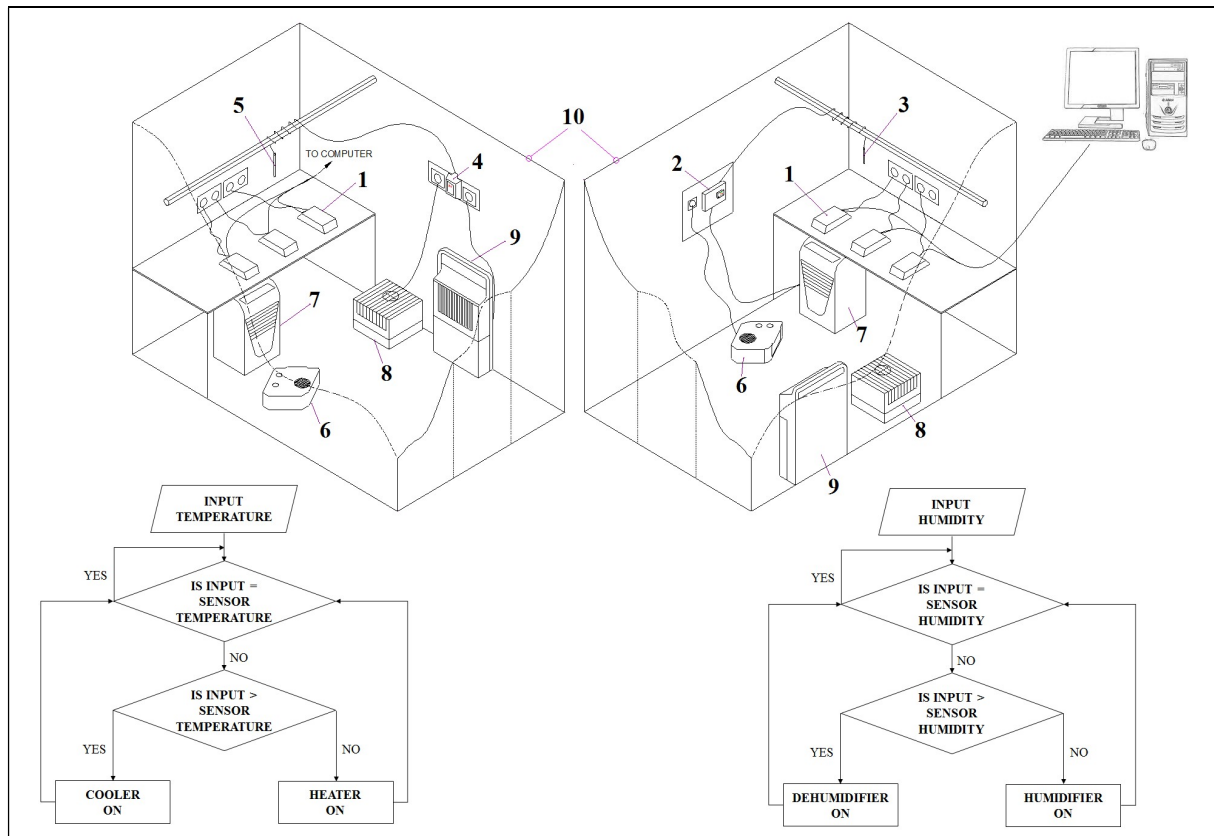 5
TO COMPUTER
1
4
10
9
7
8
6
3
2
1
7
6
8
9
INPUT
TEMPERATURE
YES
IS INPUT =
SENSOR
TEMPERATURE
NO
IS INPUT >
SENSOR
TEMPERATURE
YES
NO
COOLER
ON
HEATER
ON
INPUT
HUMIDITY
YES
IS INPUT =
SENSOR
HUMIDITY
NO
IS INPUT >
SENSOR
HUMIDITY
YES
NO
DEHUMIDIFIER
ON
HUMIDIFIER
ON